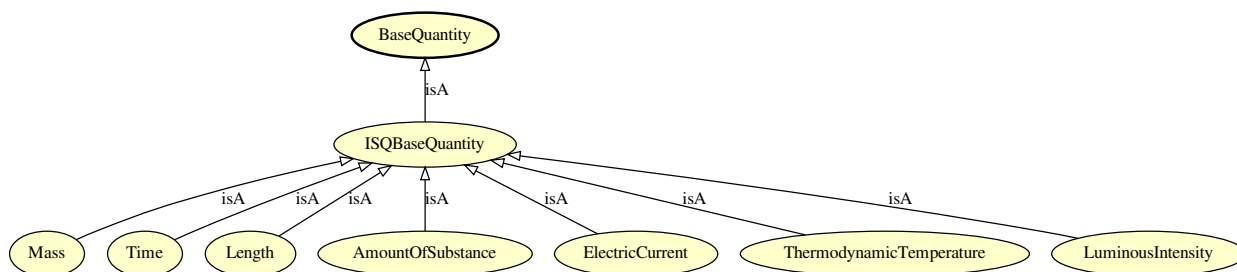 BaseQuantity
isA
ISQBaseQuantity
isA isA isA isA isA isA isA
Mass Time Length AmountOfSubstance ElectricCurrent ThermodynamicTemperature LuminousIntensity